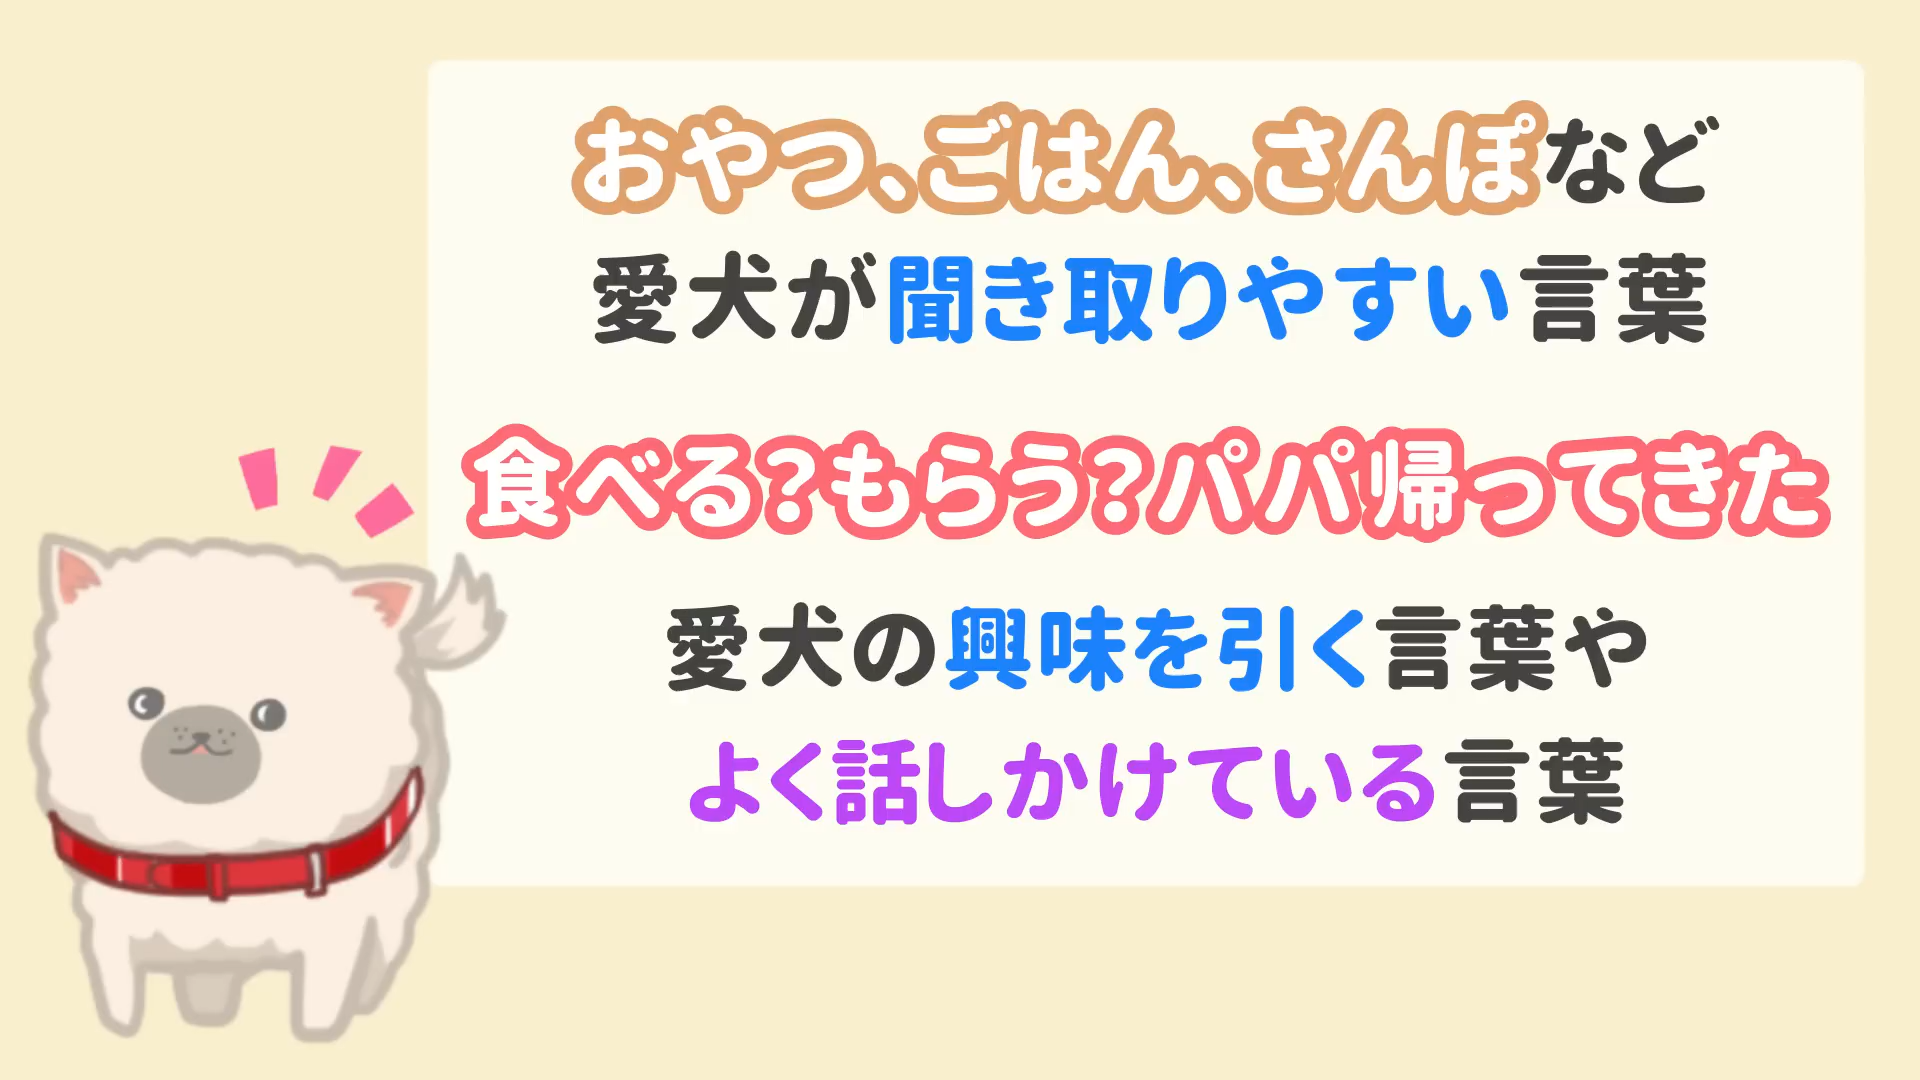 おやつ、ごはん、さんぽなど
愛犬が聞き取りやすい言葉
食べる?もらう?パパ帰ってきた
愛犬の興味を引く言葉や
よく話しかけている言葉